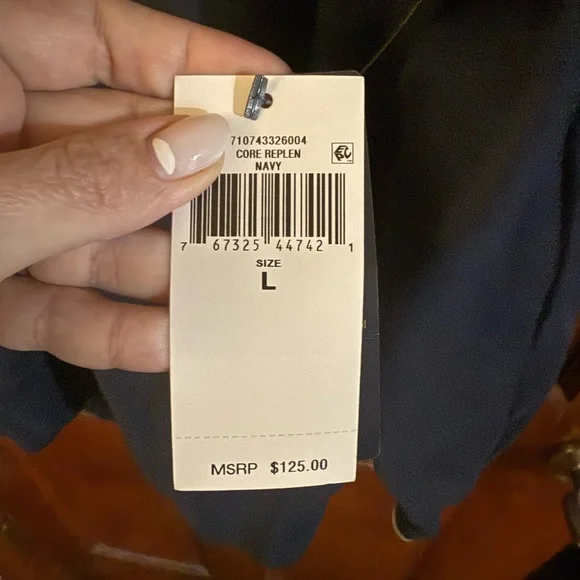 710743326004
CORE REPLEN
NAVY
7 67325 44742 1
SIZE
L
MSRP $125.00